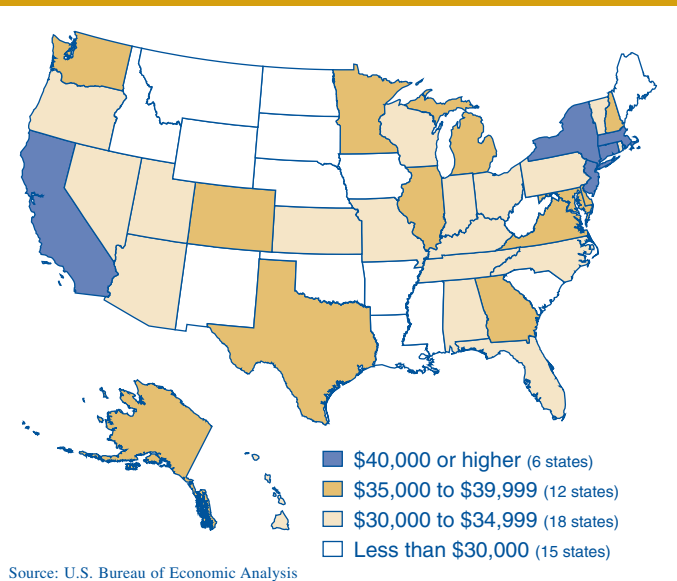 $40,000 or higher (6 states)
$35,000 to $39,999 (12 states)
$30,000 to $34,999 (18 states)
Less than $30,000 (15 states)
Source: U.S. Bureau of Economic Analysis